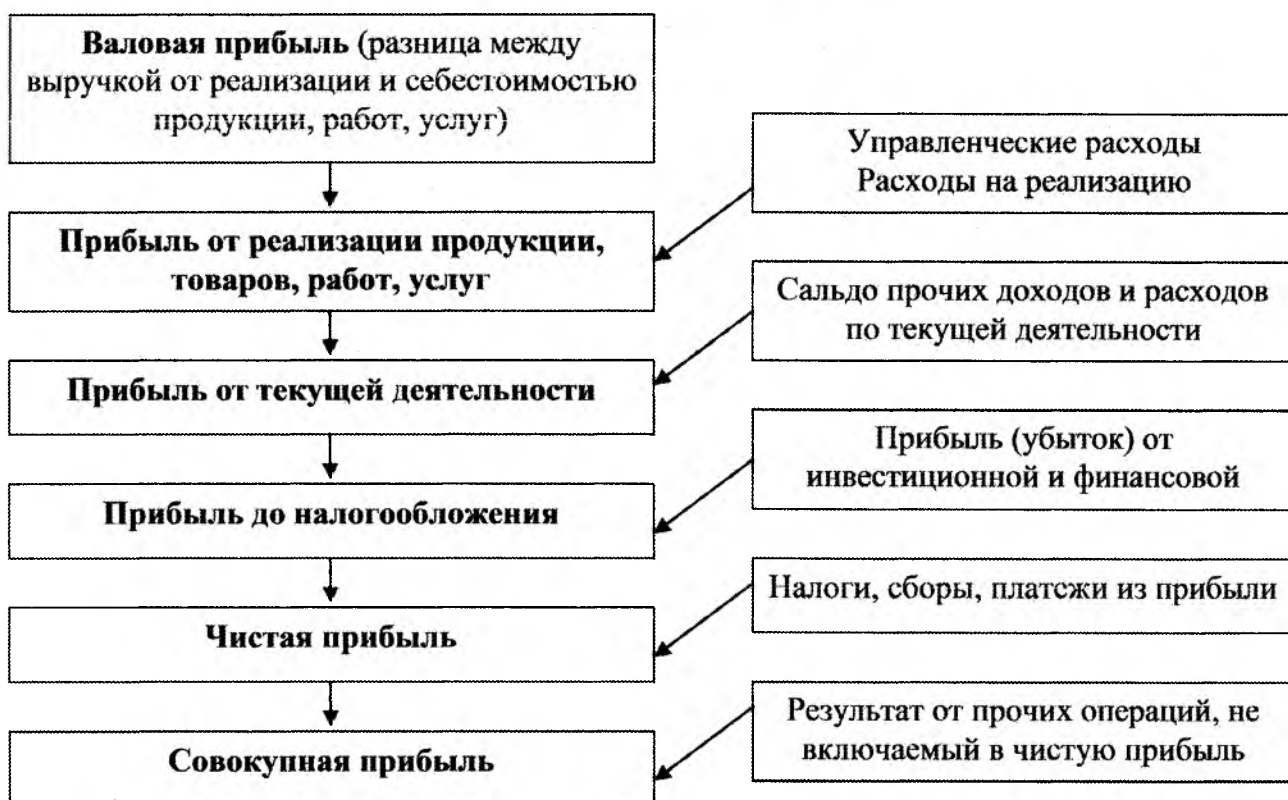 Валовая прибыль (разница между
выручкой от реализации и себестоимостью
продукции, работ, услуг)
Управленческие расходы
Расходы на реализацию
Прибыль от реализации продукции,
товаров, работ, услуг
Сальдо прочих доходов и расходов
по текущей деятельности
Прибыль от текущей деятельности
Прибыль (убыток) от
инвестиционной и финансовой
Прибыль до налогообложения
Налоги, сборы, платежи из прибыли
Чистая прибыль
Результат от прочих операций, не
включаемый в чистую прибыль
Совокупная прибыль